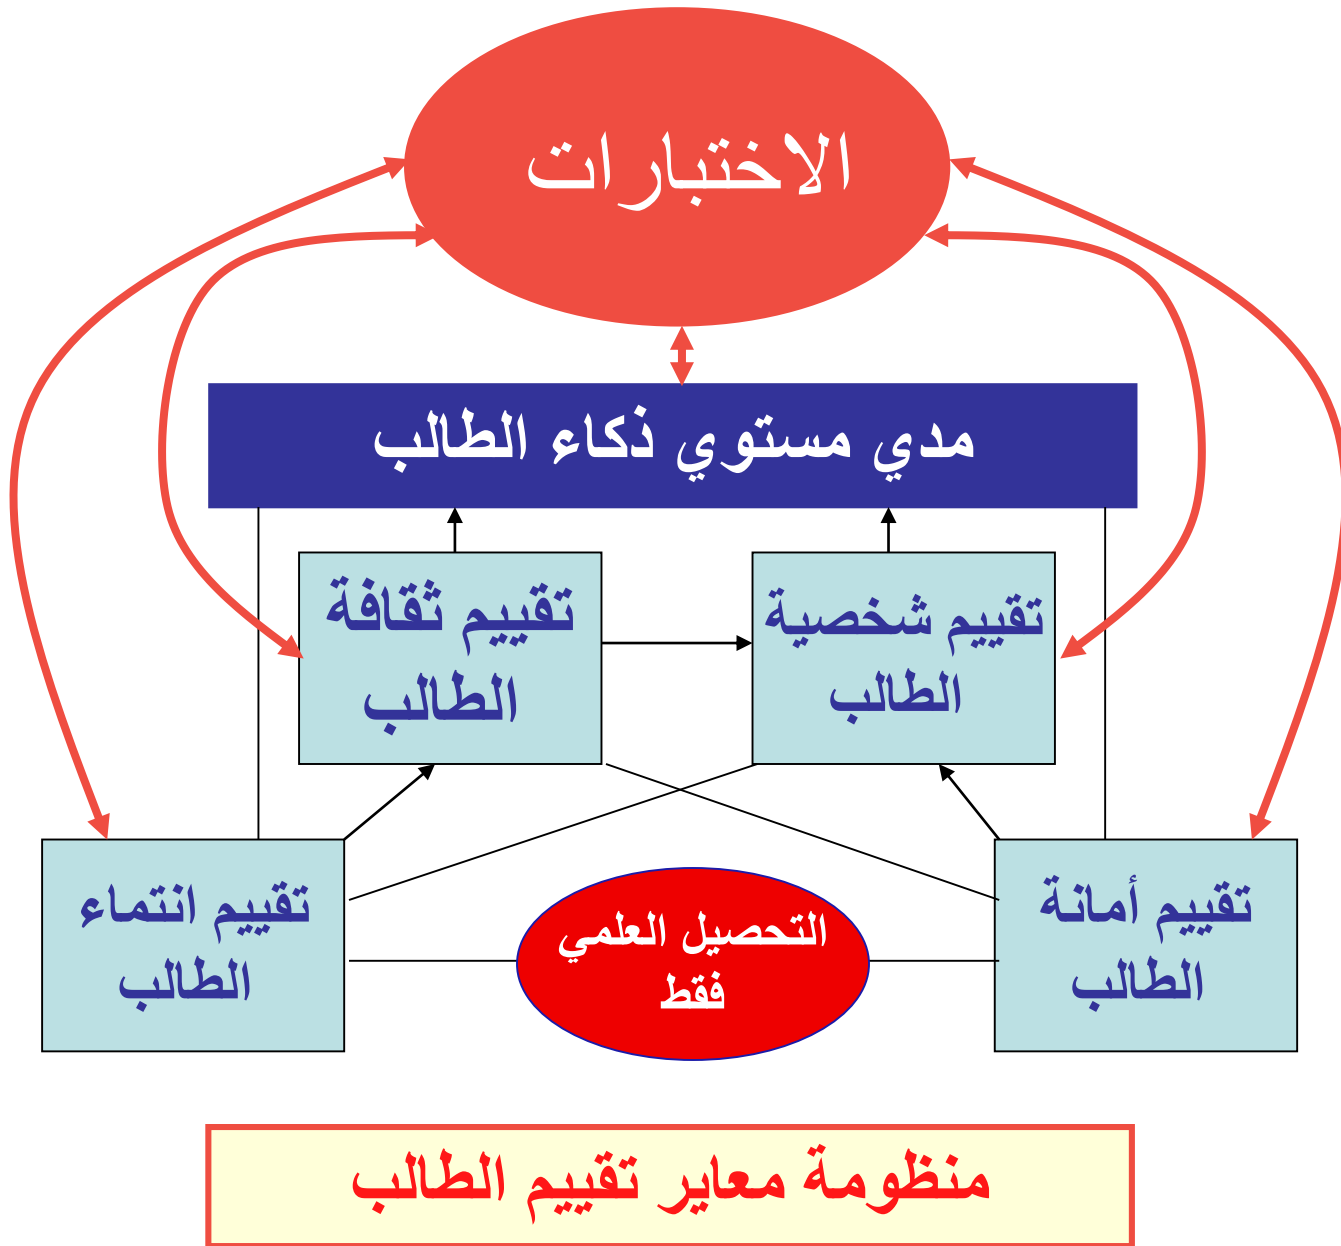 الاختبارات
مدي مستوي ذكاء الطالب
تقييم شخصية
الطالب
تقييم ثقافة
الطالب
تقييم أمانة
الطالب
التحصيل العلمي
فقط
تقييم انتماء
الطالب
منظومة معاير تقييم الطالب